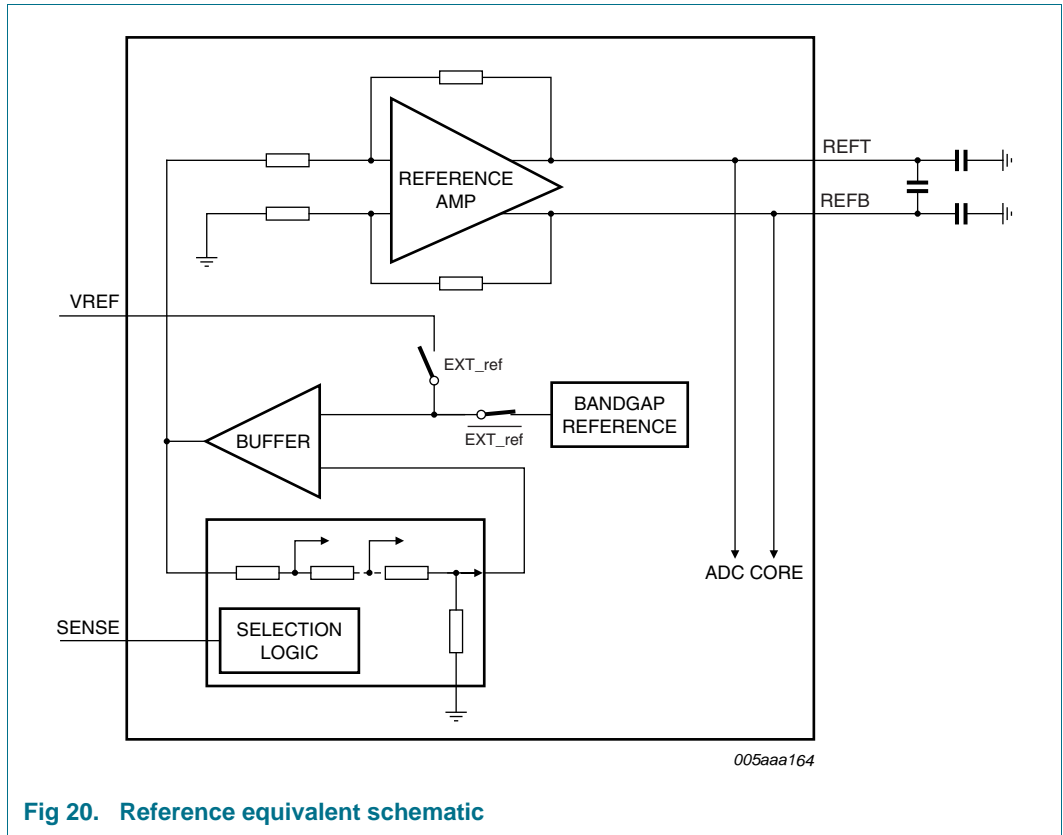 REFERENCE
AMP
REFT
REFB
VREF
EXT_ref
EXT_ref
BANDGAP
REFERENCE
BUFFER
ADC CORE
SENSE
SELECTION
LOGIC
005aaa164
Fig 20. Reference equivalent schematic